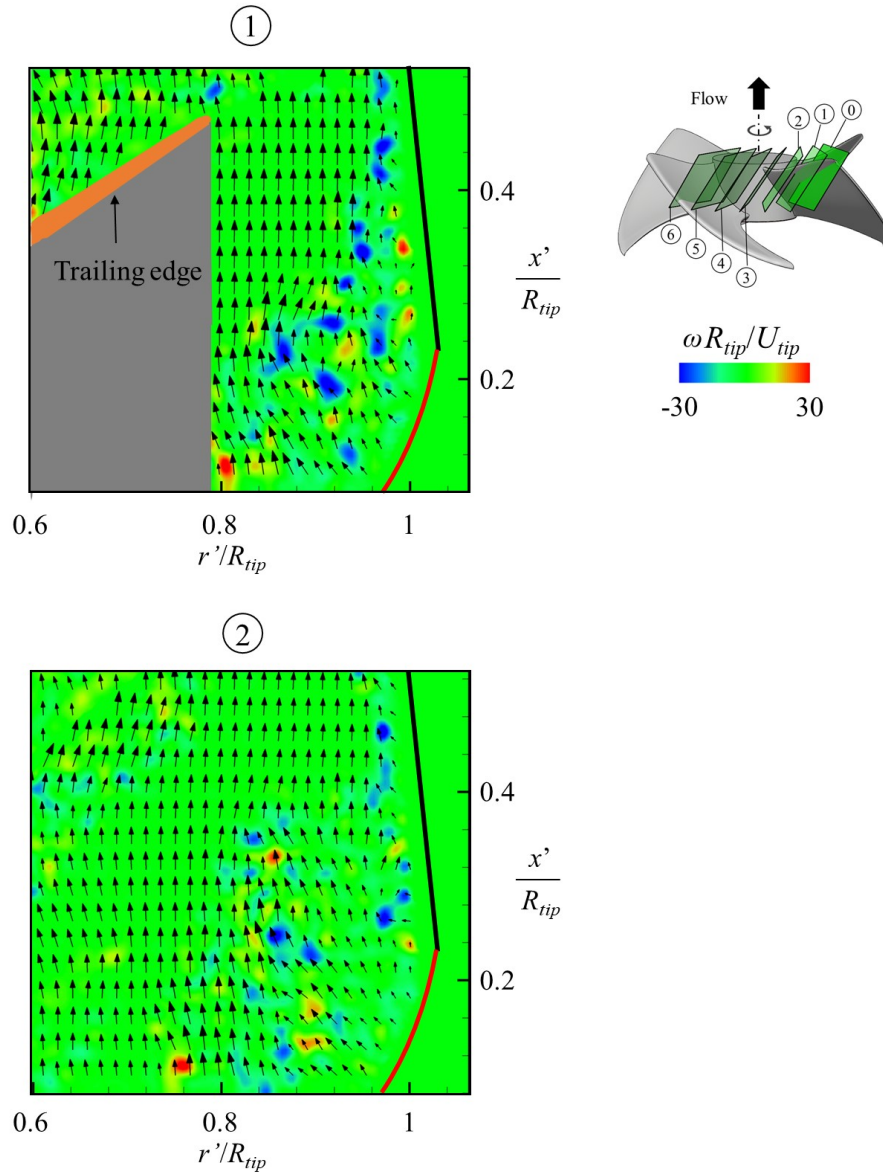 ①
Trailing edge
0.4
0.2
x’
R_tip
0.6
0.8
1
r’/R_tip
Flow
0
1
2
3
4
5
6
ωR_tip/U_tip
-30
30
②
0.4
0.2
x’
R_tip
0.6
0.8
1
r’/R_tip